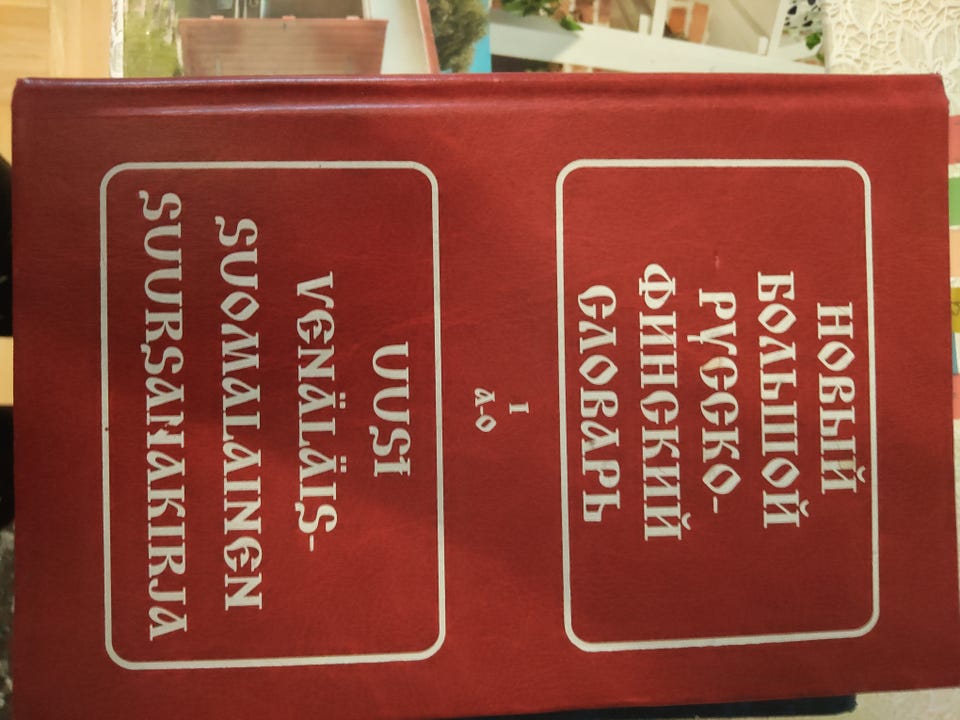 НОВЫЙ
БОЛЬШОЙ
РУССКО-
ФИНСКИЙ
СЛОВАРЬ
I
А-О
UUSI
VENÄLÄIS-
SUOMALAINEN
SUURSANAKIRJA